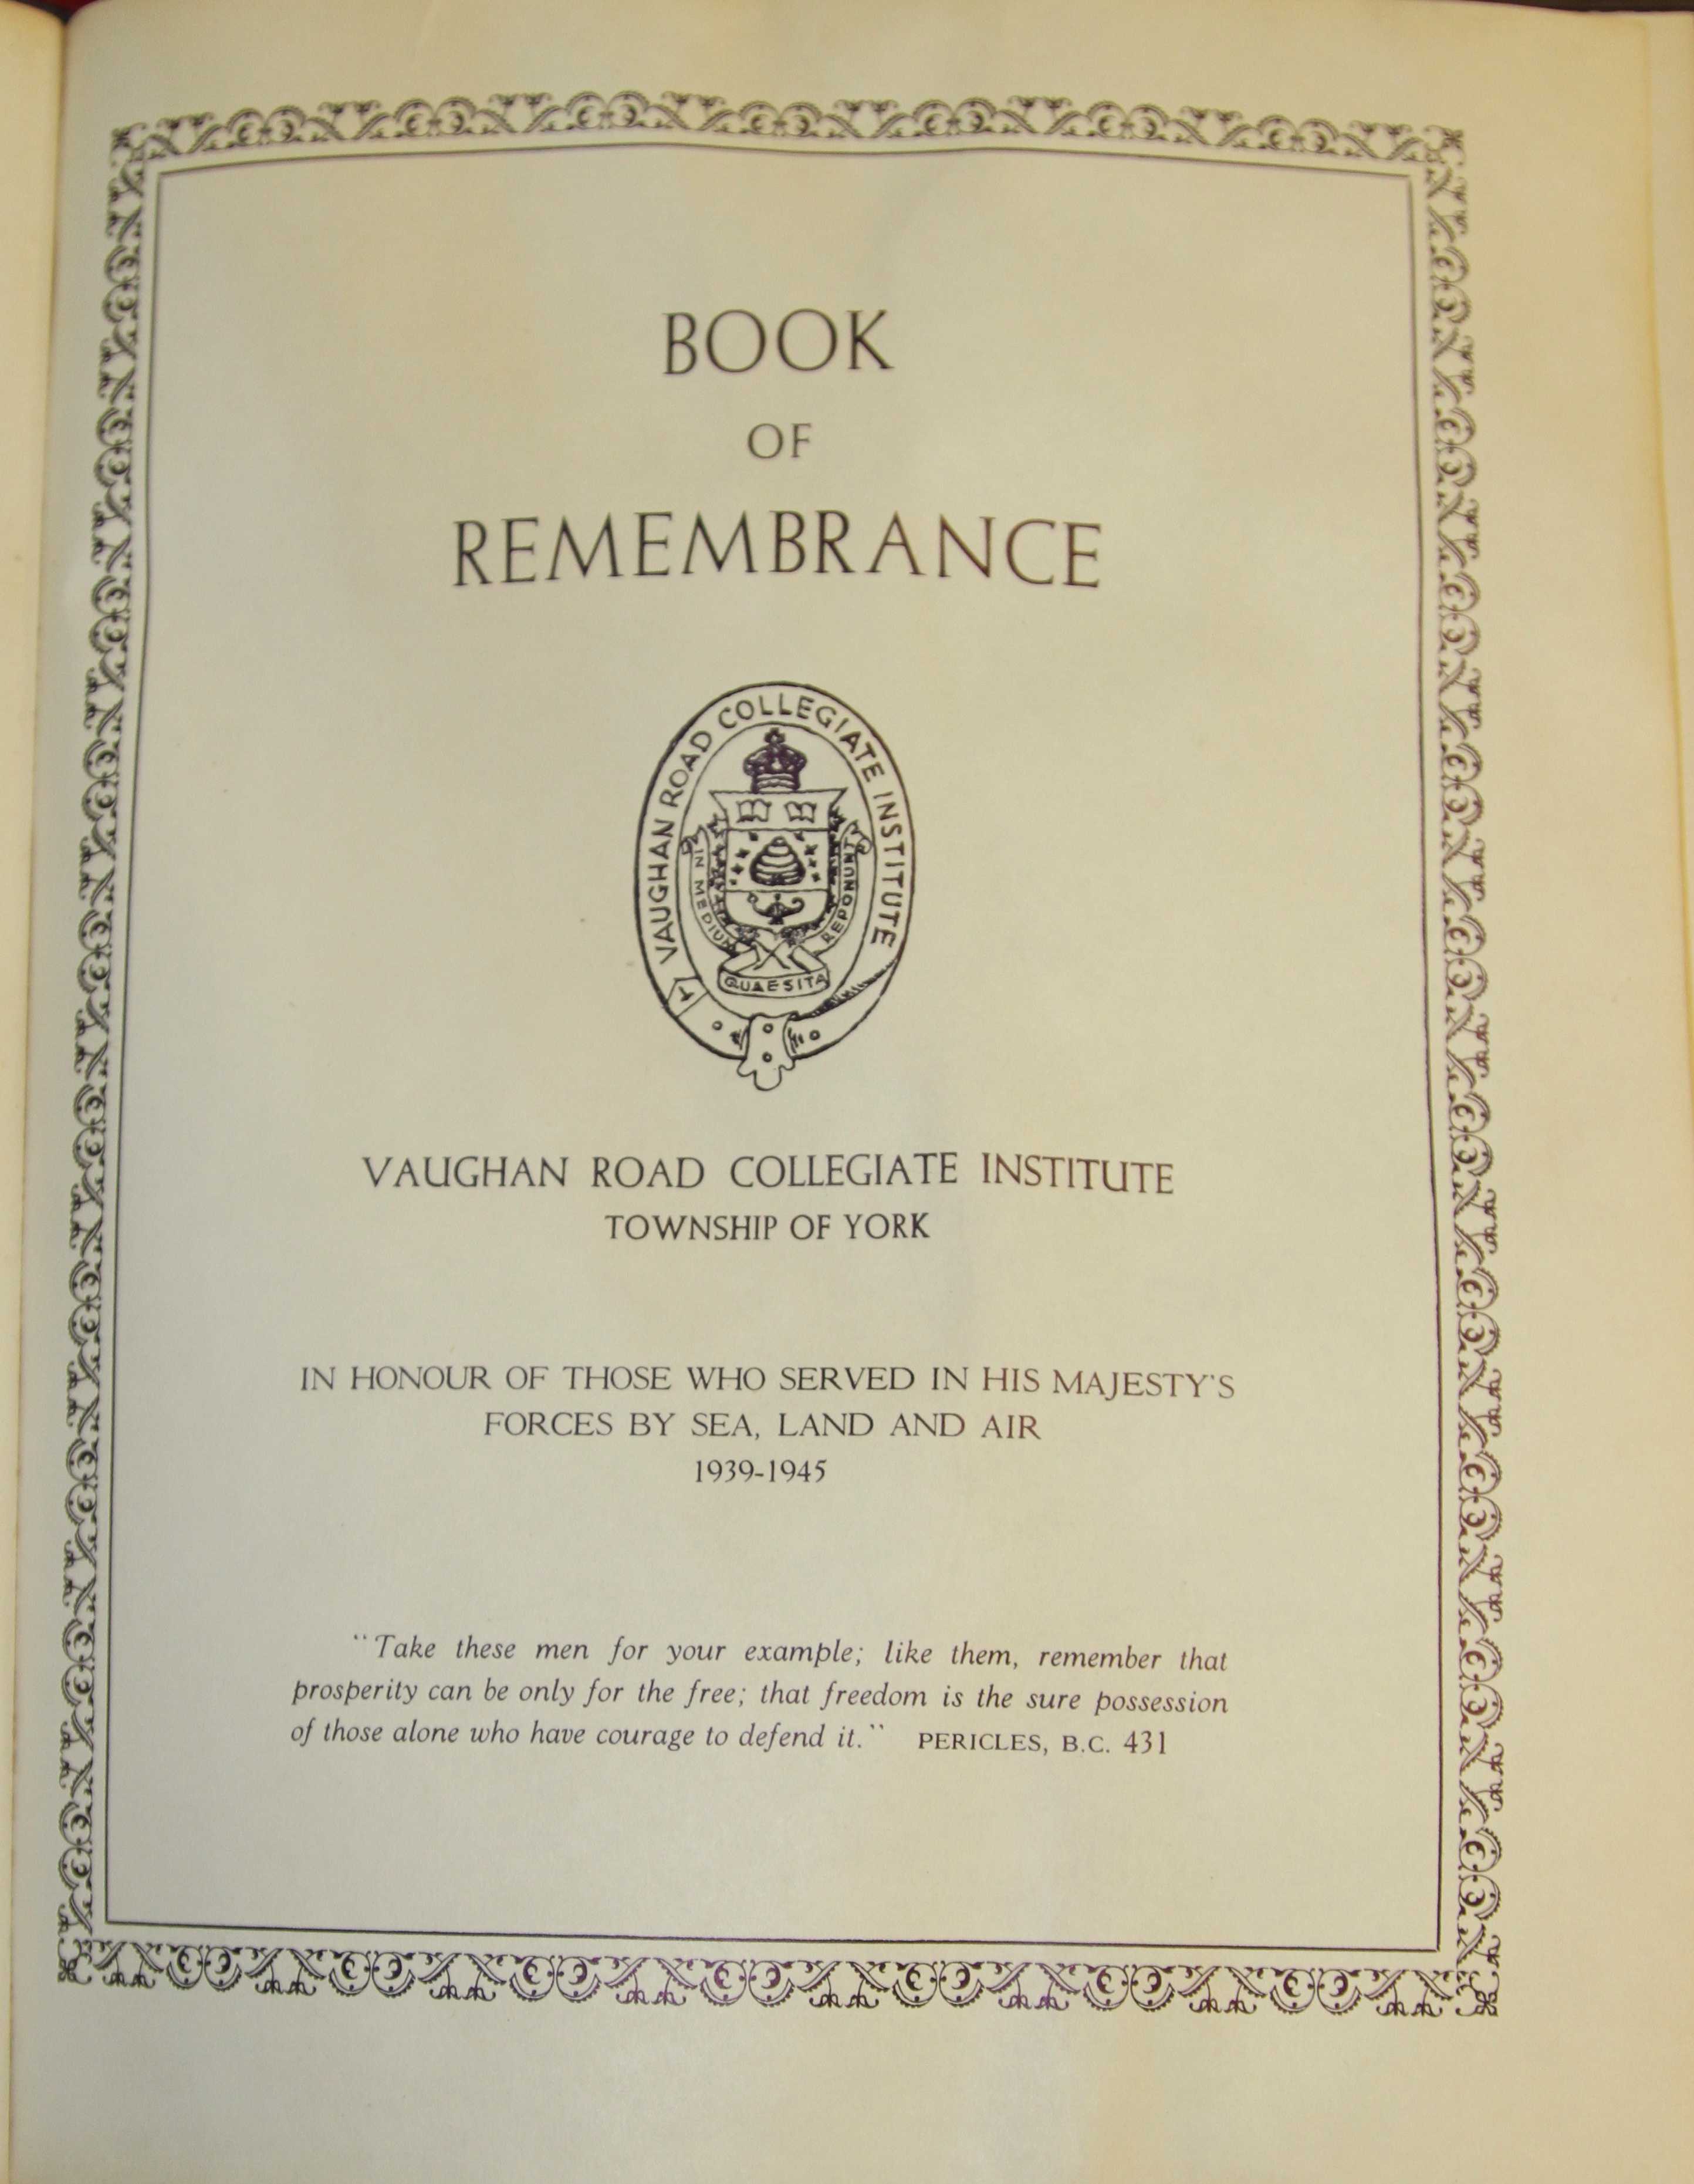 BOOK
OF
REMEMBRANCE
VAUGHAN ROAD COLLEGIATE INSTITUTE
IN MEDIUM
REPONUNT
QUAESITA
VAUGHAN ROAD COLLEGIATE INSTITUTE
TOWNSHIP OF YORK
IN HONOUR OF THOSE WHO SERVED IN HIS MAJESTY'S
FORCES BY SEA, LAND AND AIR
1939-1945
"Take these men for your example; like them, remember that
prosperity can be only for the free; that freedom is the sure possession
of those alone who have courage to defend it." PERICLES, B.C. 431